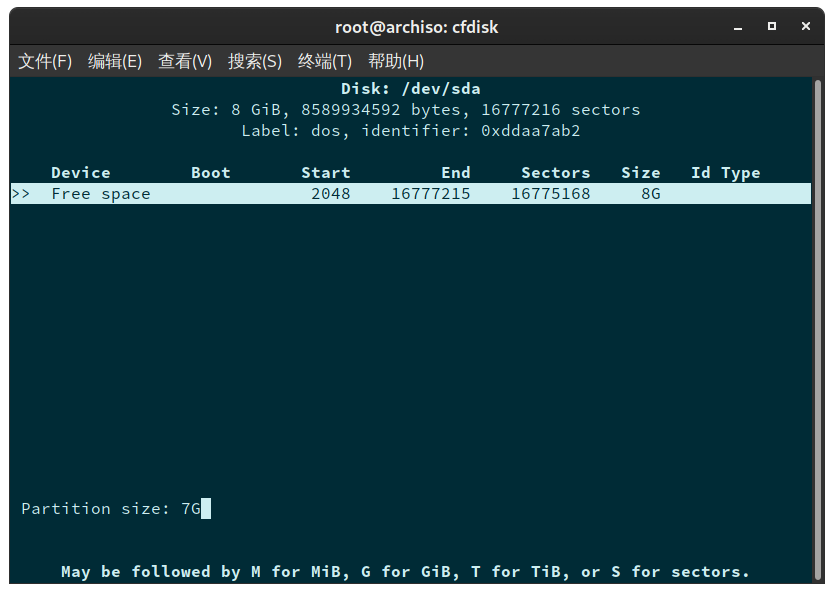 root@archiso: cfdisk
文件(F) 编辑(E) 查看(V) 搜索(S) 终端(T) 帮助(H)
Disk: /dev/sda
Size: 8 GiB, 8589934592 bytes, 16777216 sectors
Label: dos, identifier: 0xddaa7ab2
Device Boot Start End Sectors Size Id Type
>> Free space 2048 16777215 16775168 8G
Partition size: 7G
May be followed by M for MiB, G for GiB, T for TiB, or S for sectors.